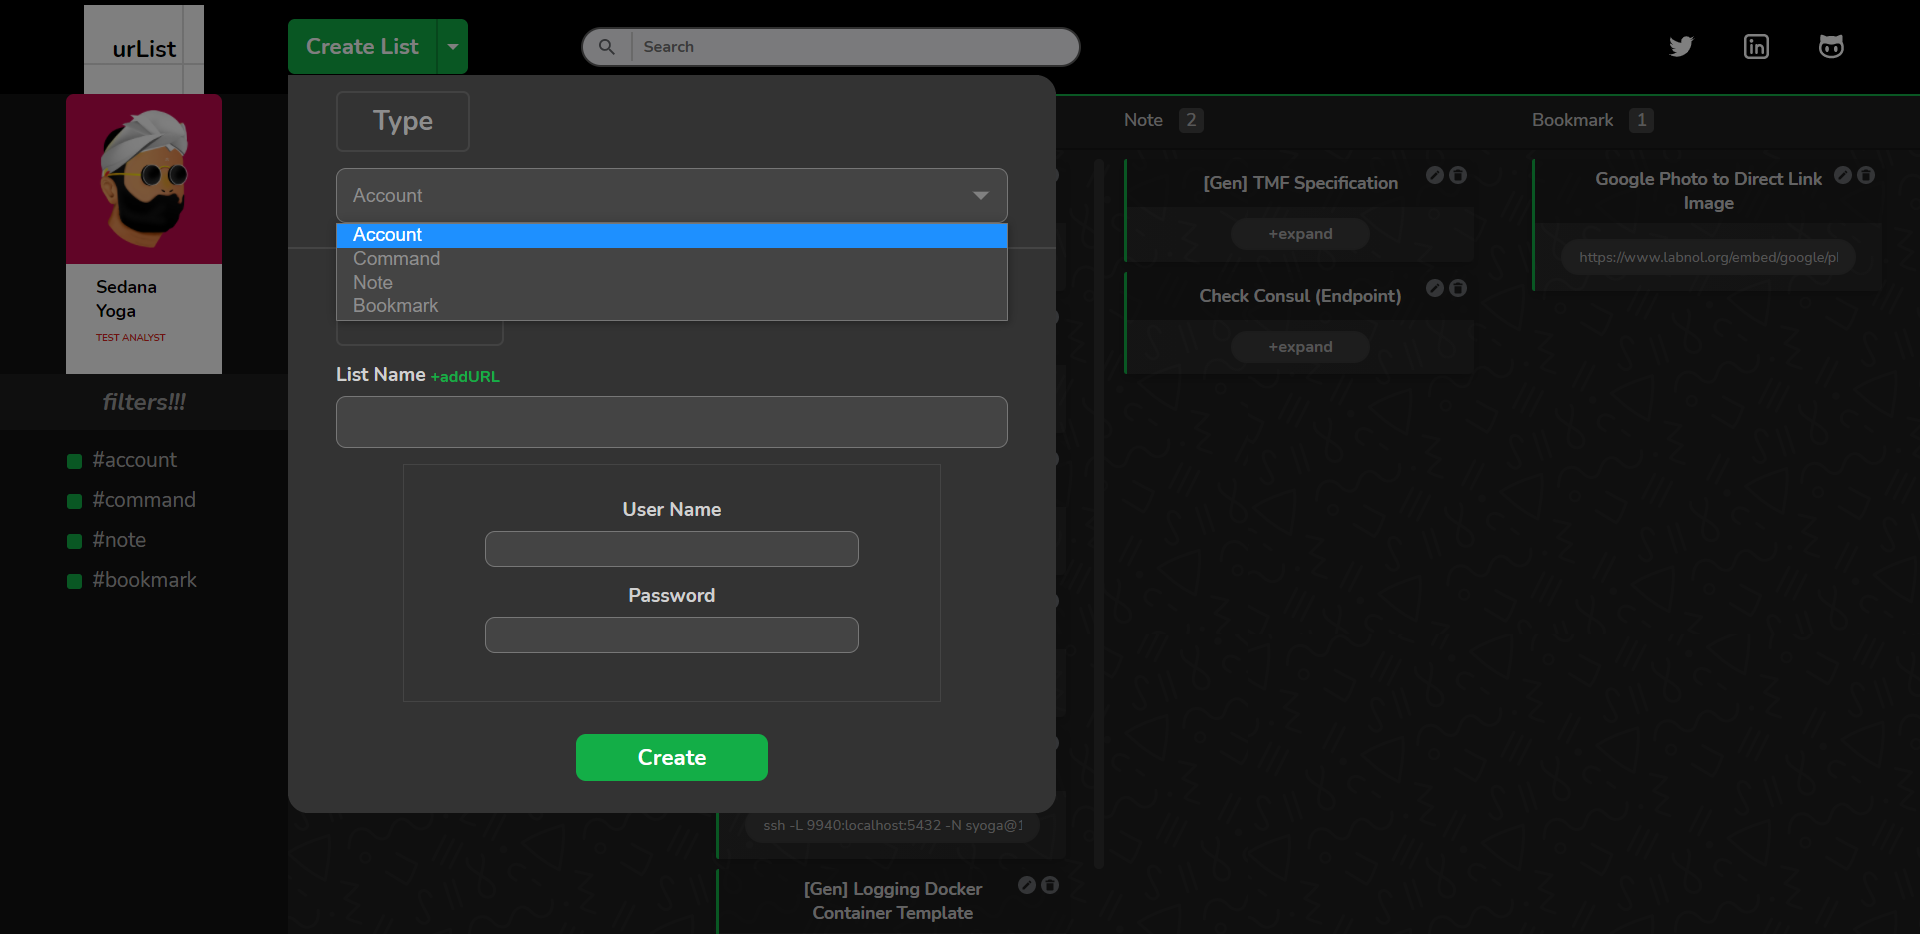 urList
Create List
Search
Sedana
Yoga
TEST ANALYST
filters!!!
#account
#command
#note
#bookmark
Type
Account
Account
Command
Note
Bookmark
List Name +addURL
User Name
Password
Create
ssh -L 9940:localhost:5432 -N syoga@1
[Gen] Logging Docker
Container Template
Note 2
[Gen] TMF Specification
+expand
Check Consul (Endpoint)
+expand
Bookmark 1
Google Photo to Direct Link
Image
https://www.labnol.org/embed/google/pl